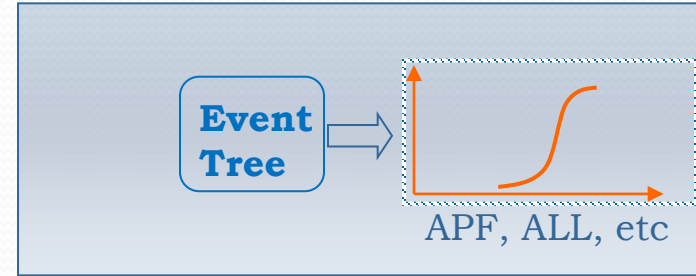 Event
Tree
APF, ALL, etc